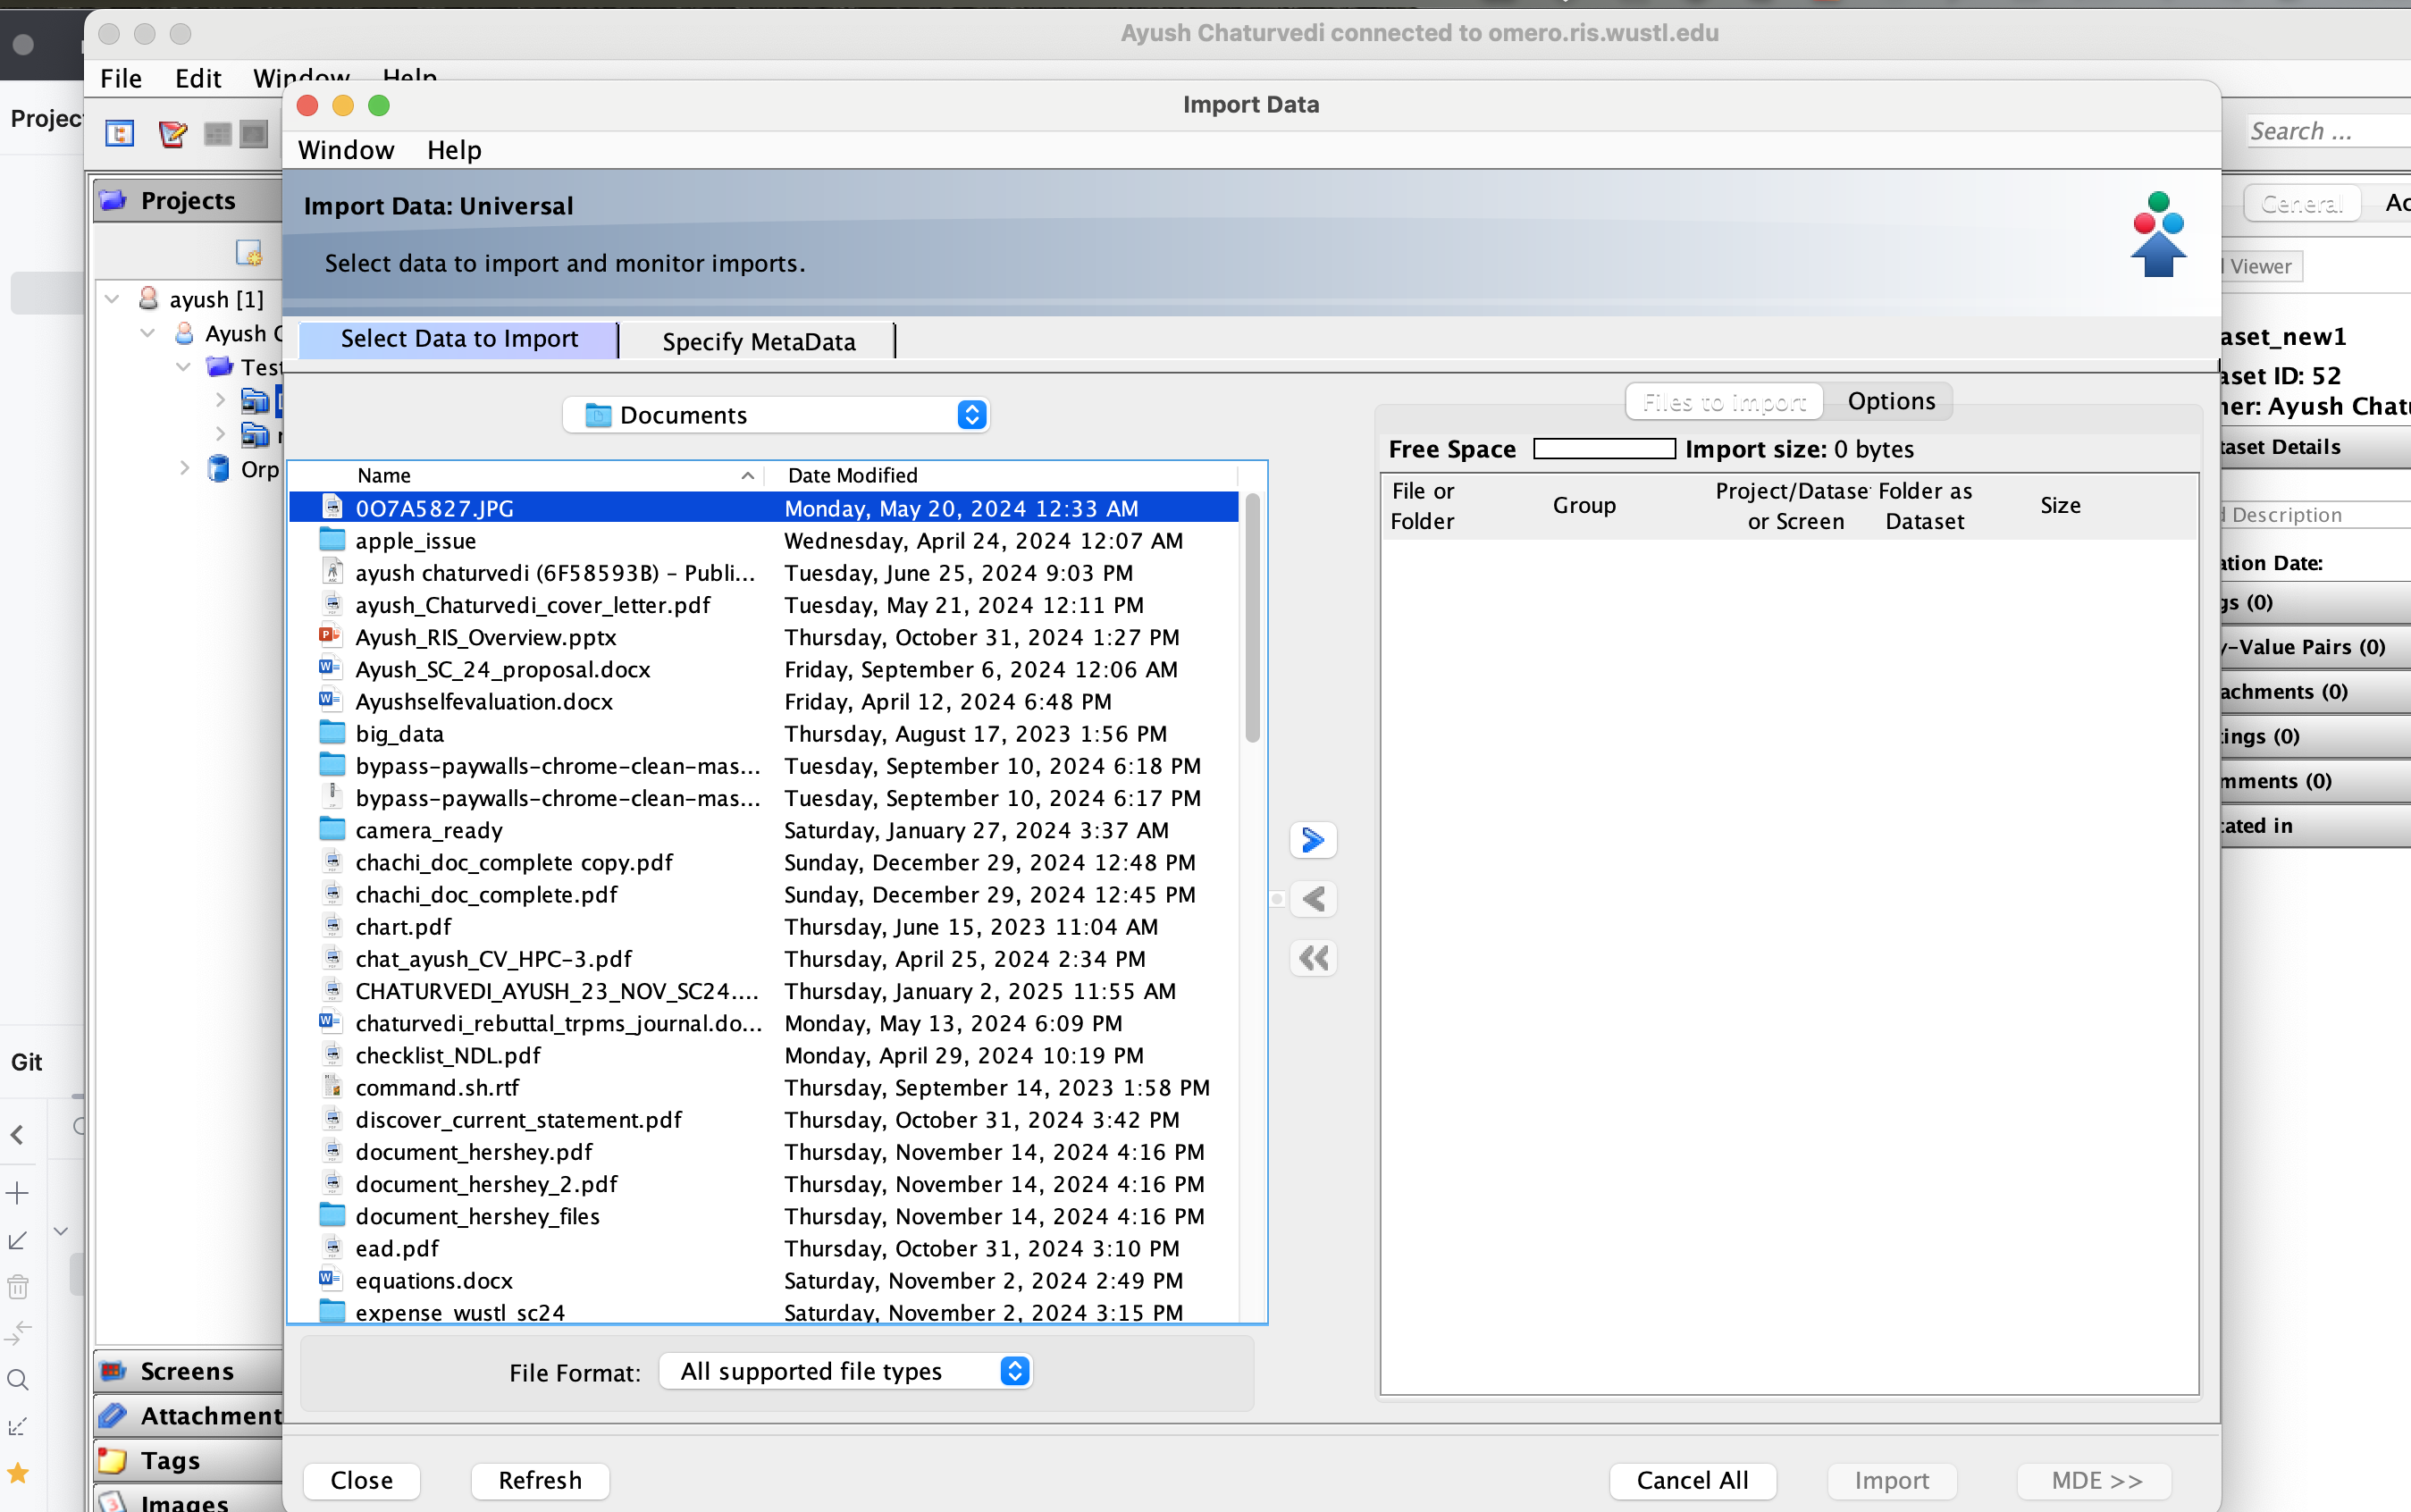 Ayush Chaturvedi connected to omero.ris.wustl.edu
File Edit Window Help
Import Data
Window Help
Search ...
Projects
Import Data: Universal
Select data to import and monitor imports.
General
Viewer
ayush [1]
Ayush
Select Data to Import Specify MetaData
Test
Documents
Files to import Options
Free Space Import size: 0 bytes
ID: 52
Name Date Modified
File or Folder Group Project/Datase or Screen Folder as Dataset Size
0O7A5827.JPG Monday, May 20, 2024 12:33 AM
apple_issue Wednesday, April 24, 2024 12:07 AM
ayush chaturvedi (6F58593B) – Publi... Tuesday, June 25, 2024 9:03 PM
ayush_Chaturvedi_cover_letter.pdf Tuesday, May 21, 2024 12:11 PM
Ayush_RIS_Overview.pptx Thursday, October 31, 2024 1:27 PM
Ayush_SC_24_proposal.docx Friday, September 6, 2024 12:06 AM
Ayushselfevaluation.docx Friday, April 12, 2024 6:48 PM
big_data Thursday, August 17, 2023 1:56 PM
bypass-paywalls-chrome-clean-mas... Tuesday, September 10, 2024 6:18 PM
bypass-paywalls-chrome-clean-mas... Tuesday, September 10, 2024 6:17 PM
camera_ready Saturday, January 27, 2024 3:37 AM
chachi_doc_complete copy.pdf Sunday, December 29, 2024 12:48 PM
chachi_doc_complete.pdf Sunday, December 29, 2024 12:45 PM
chart.pdf Thursday, June 15, 2023 11:04 AM
chat_ayush_CV_HPC-3.pdf Thursday, April 25, 2024 2:34 PM
CHATURVEDI_AYUSH_23_NOV_SC24.... Thursday, January 2, 2025 11:55 AM
chaturvedi_rebuttal_trpms_journal.do... Monday, May 13, 2024 6:09 PM
checklist_NDL.pdf Monday, April 29, 2024 10:19 PM
command.sh.rtf Thursday, September 14, 2023 1:58 PM
discover_current_statement.pdf Thursday, October 31, 2024 3:42 PM
document_hershey.pdf Thursday, November 14, 2024 4:16 PM
document_hershey_2.pdf Thursday, November 14, 2024 4:16 PM
document_hershey_files Thursday, November 14, 2024 4:16 PM
ead.pdf Thursday, October 31, 2024 3:10 PM
equations.docx Saturday, November 2, 2024 2:49 PM
expense_wustl_sc24 Saturday, November 2, 2024 3:15 PM
aset_new1
aset ID: 52
er: Ayush Chat
taset Details
Description
ation Date:
gs (0)
y-Value Pairs (0)
achments (0)
tings (0)
mments (0)
cated in
Git
File Format: All supported file types
Screens
Attachment
Tags
Images
Close Refresh Cancel All Import MDE >>